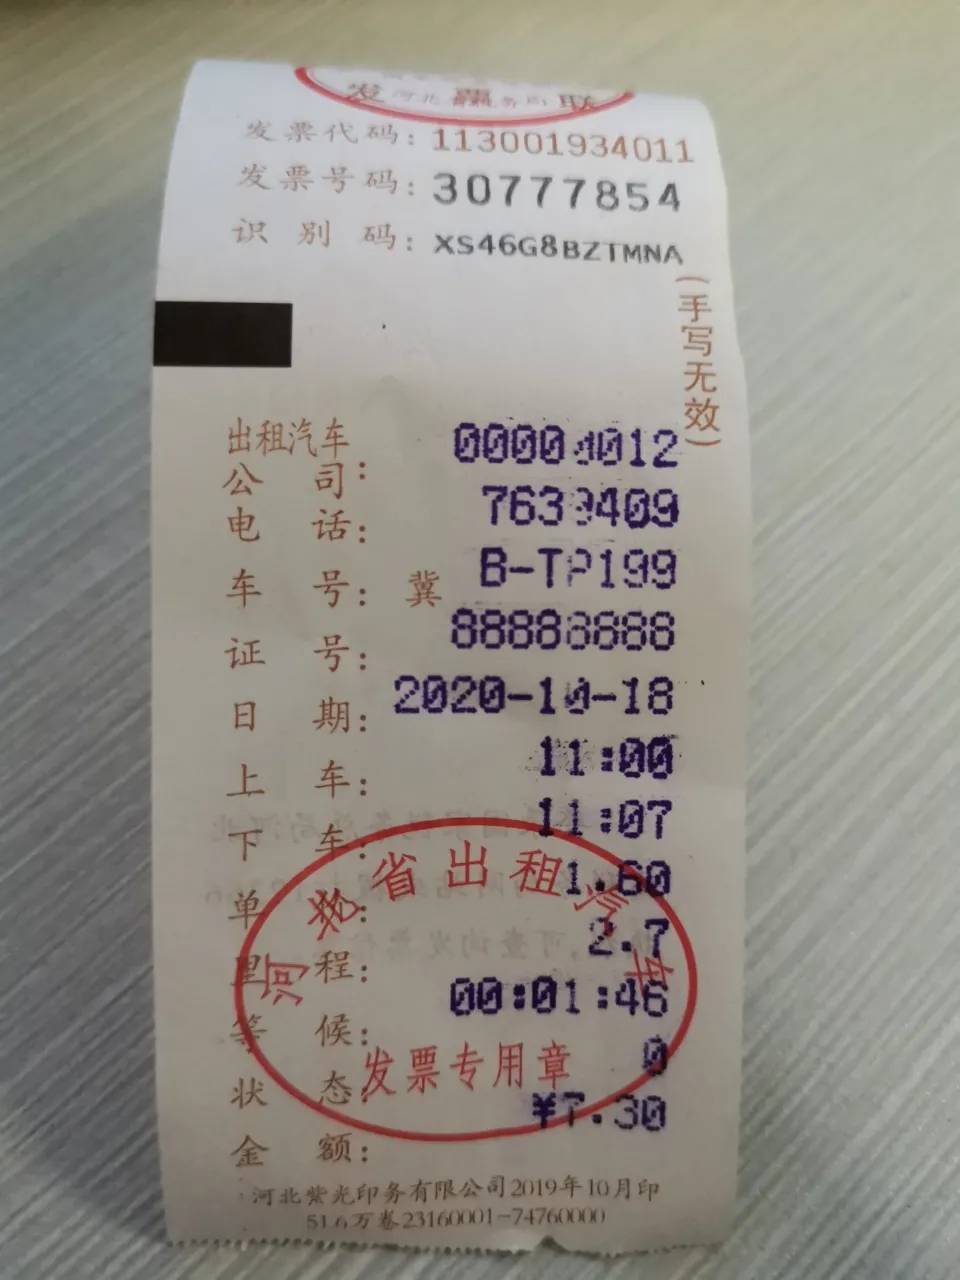 发票联
发票代码：113001934011
发票号码：30777854
识别码：XS46G8BZTMNA
（手写无效）
出租汽车
公司：00004012
电话：7639409
车号：冀 B-TP199
证号：88888888
日期：2020-10-18
上车：11:00
下车：11:07
单价：1.60
里程：2.7
等候：00:01:46
状态：0
金额：¥7.30
河北省出租汽车
发票专用章
河北紫光印务有限公司2019年10月印
51.6万卷23160001-74760000